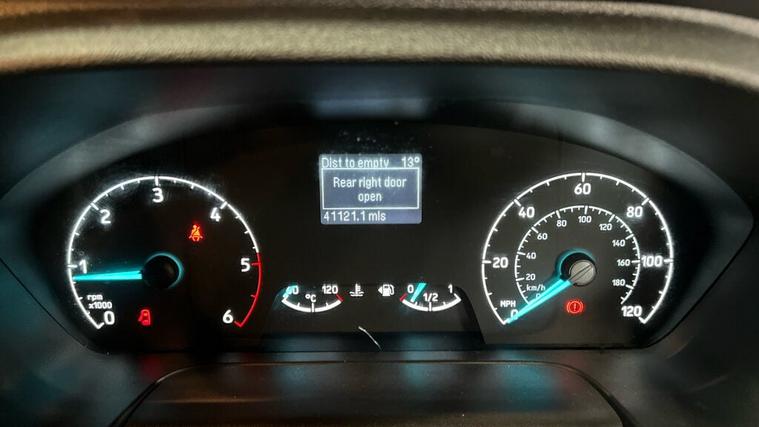 Dist to empty 13°
Rear right door
open
41121.1 mls
0 1 2 3 4 5 6
rpm
x1000
60 120
°C
0 1/2 1
0 20 40 60 80 100 120
MPH
0 20 40 60 80 100 120 140 160 180
km/h